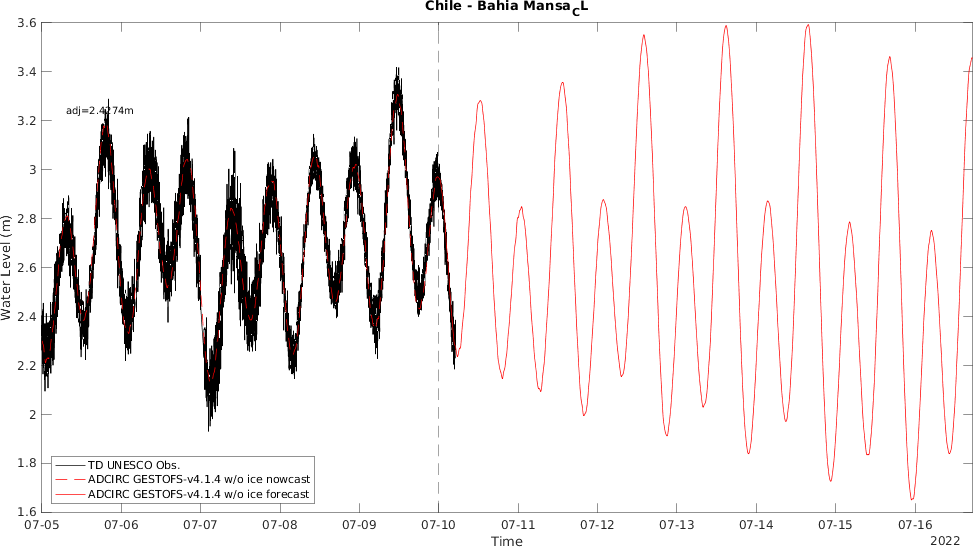 Chile - Bahia MansaCL
3.6
3.4
adj=2.4274m
3.2
3
2.8
2.6
2.4
2.2
2
1.8
1.6
Water Level (m)
TD UNESCO Obs.
ADCIRC GESTOFS-v4.1.4 w/o ice nowcast
ADCIRC GESTOFS-v4.1.4 w/o ice forecast
07-05 07-06 07-07 07-08 07-09 07-10 07-11 07-12 07-13 07-14 07-15 07-16
Time
2022